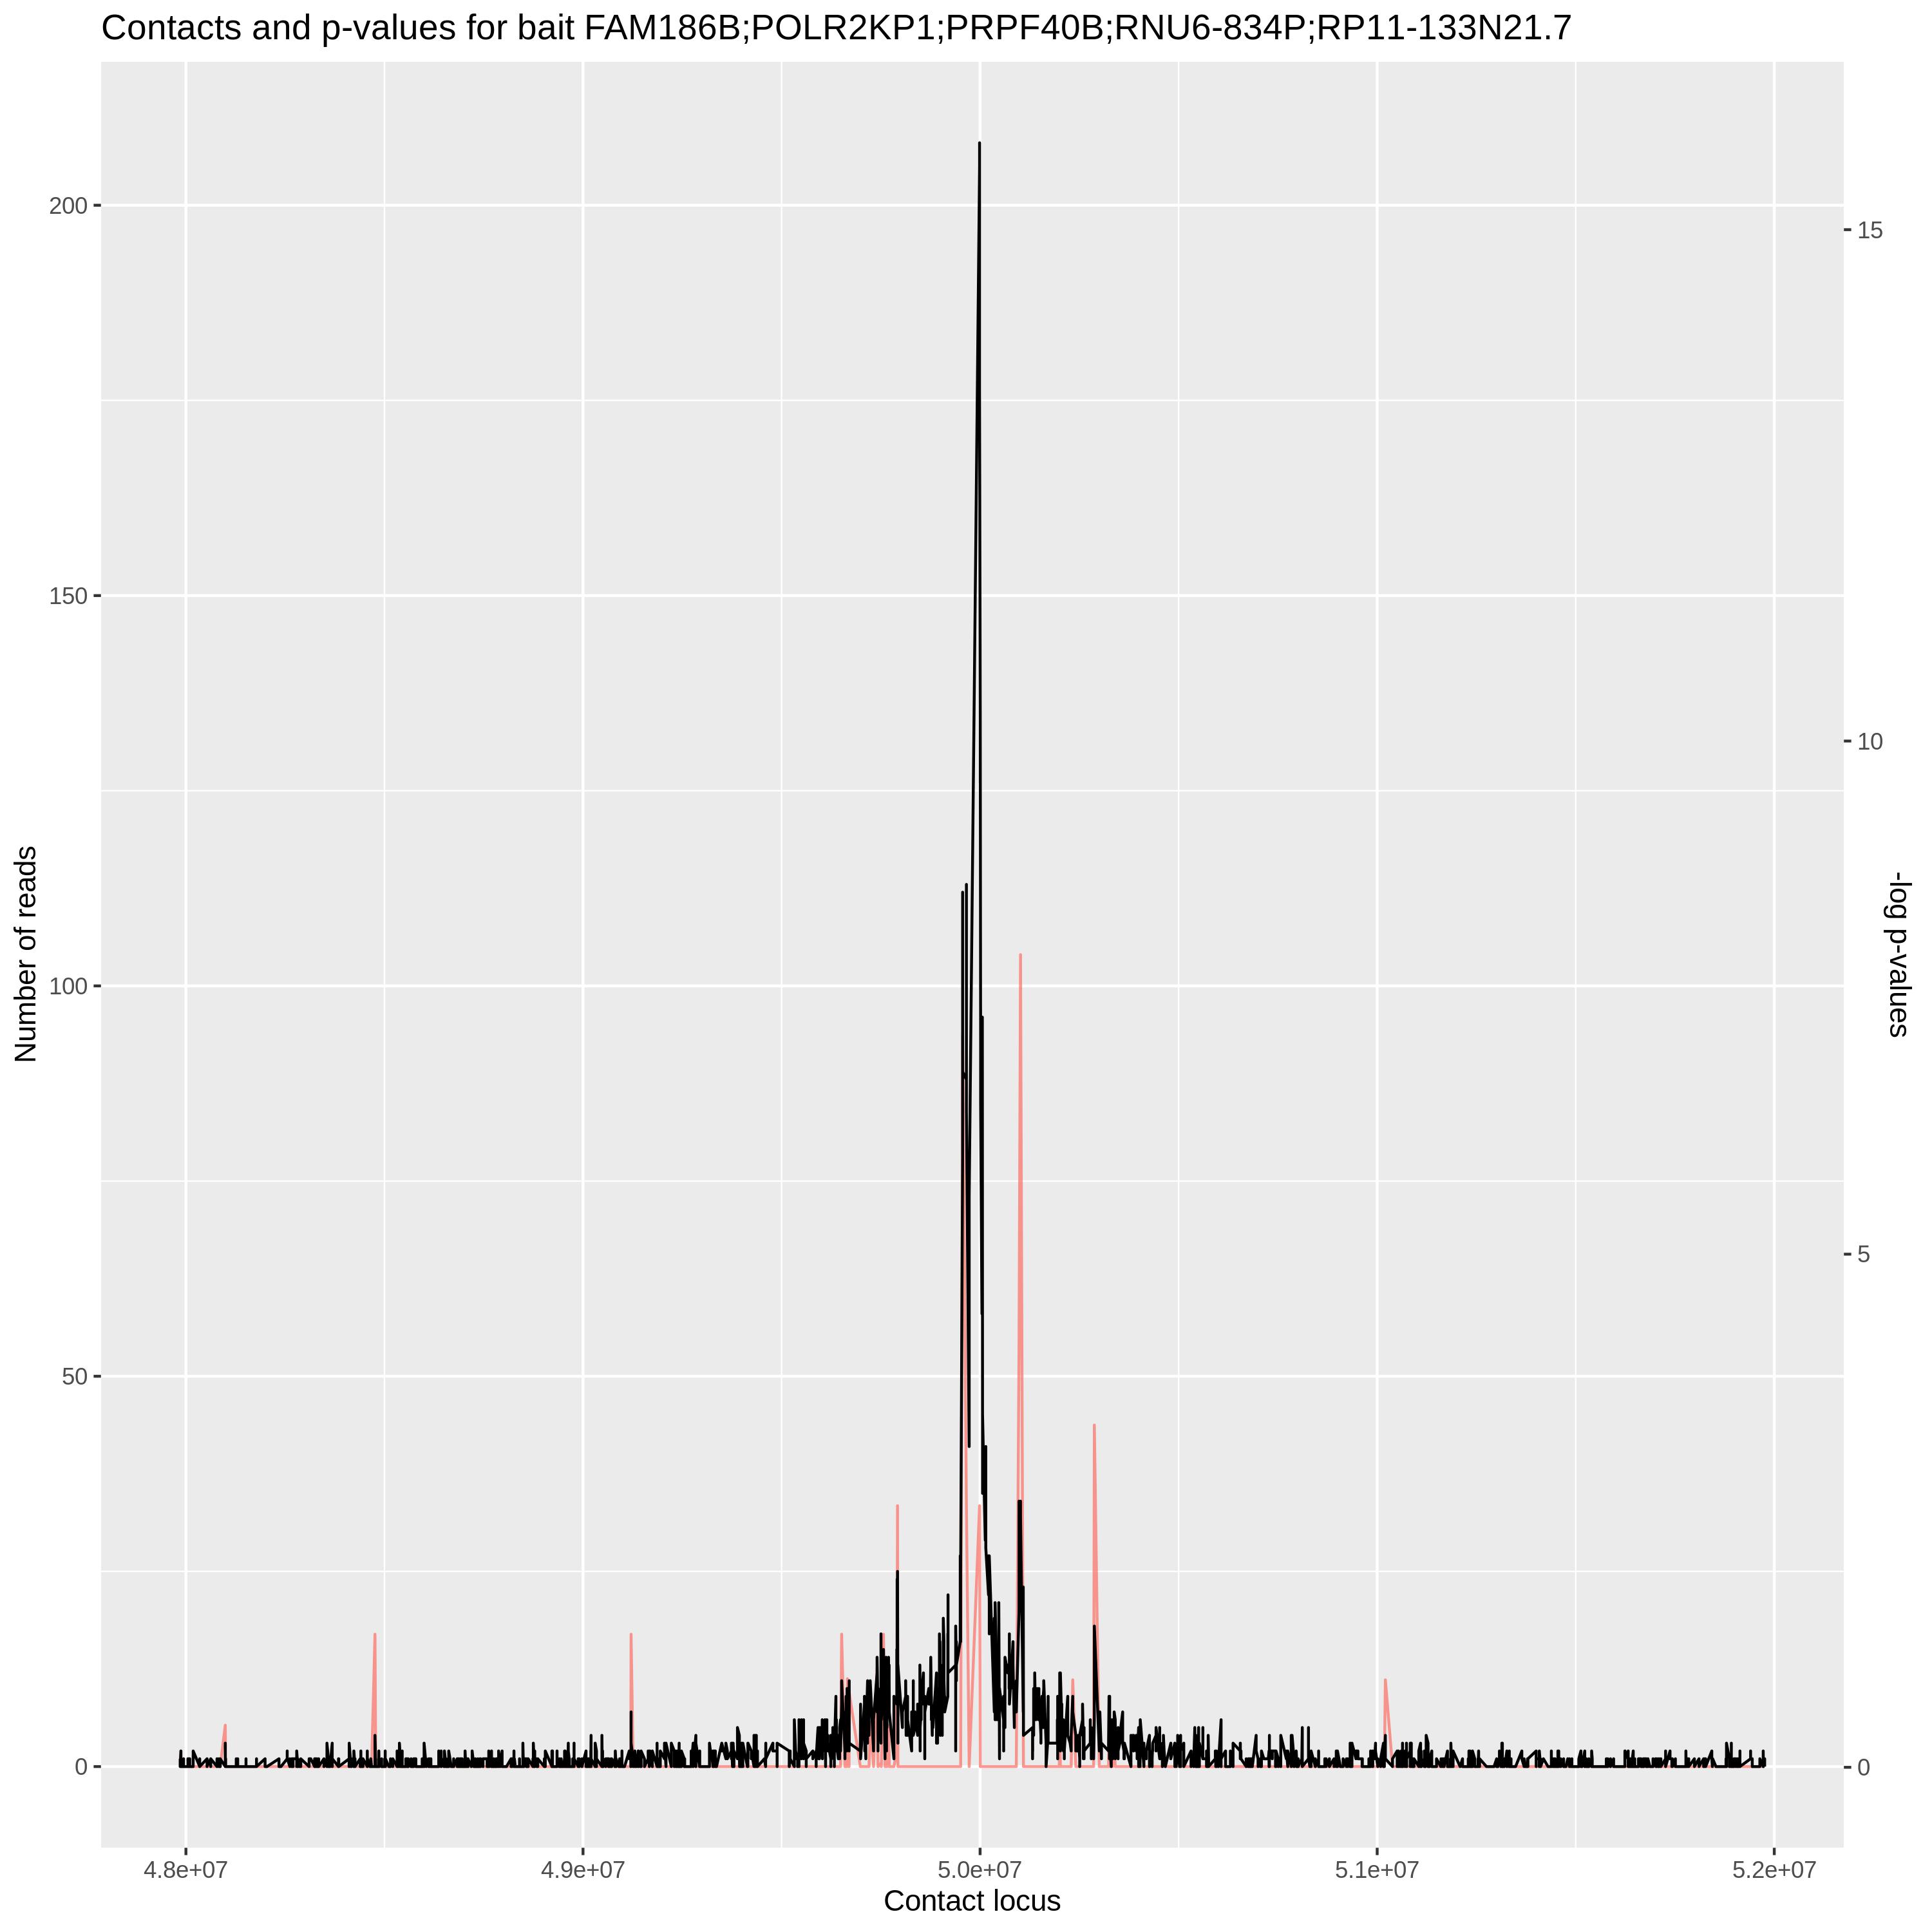 Contacts and p-values for bait FAM186B;POLR2KP1;PRPF40B;RNU6-834P;RP11-133N21.7
200
150
100
50
0
Number of reads
15
10
5
0
-log p-values
4.8e+07 4.9e+07 5.0e+07 5.1e+07 5.2e+07
Contact locus